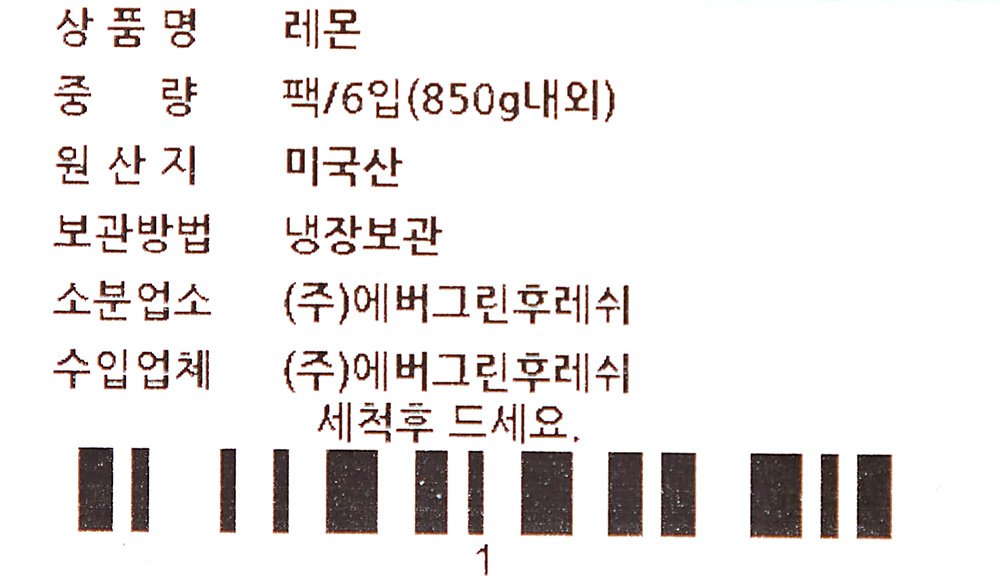 상품명 레몬
중량 팩/6입(850g내외)
원산지 미국산
보관방법 냉장보관
소분업소 (주)에버그린후레쉬
수입업체 (주)에버그린후레쉬
세척후 드세요.
1